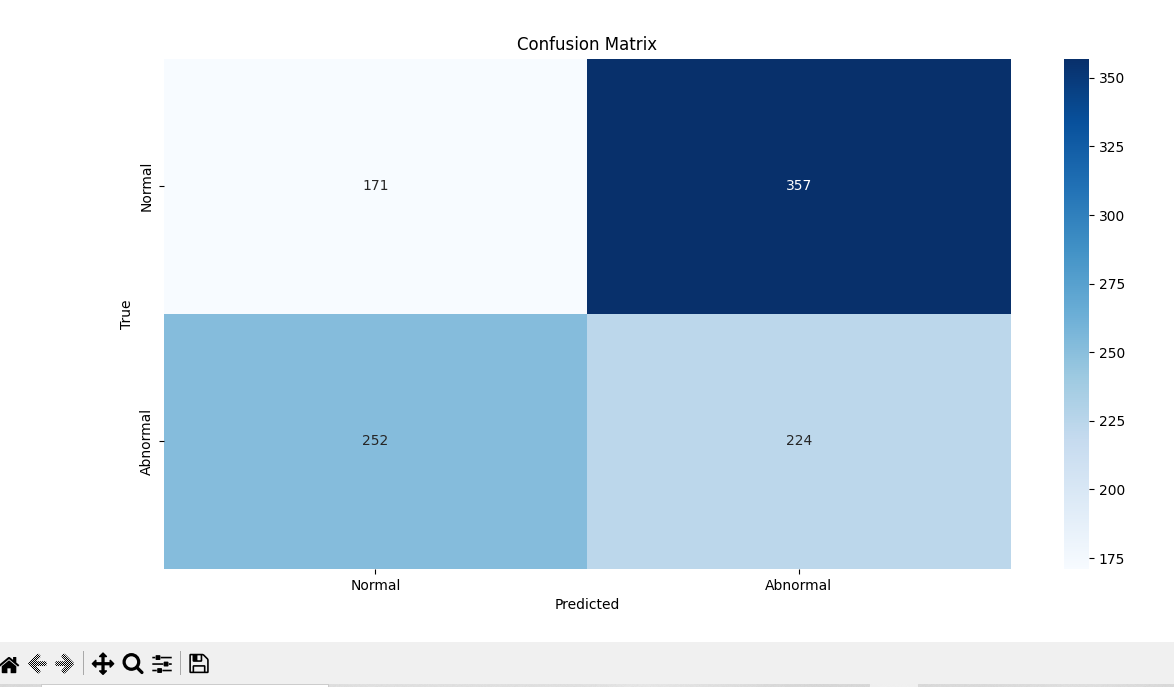 Confusion Matrix
Normal
171
357
True
Abnormal
252
224
Normal
Abnormal
Predicted
350
325
300
275
250
225
200
175